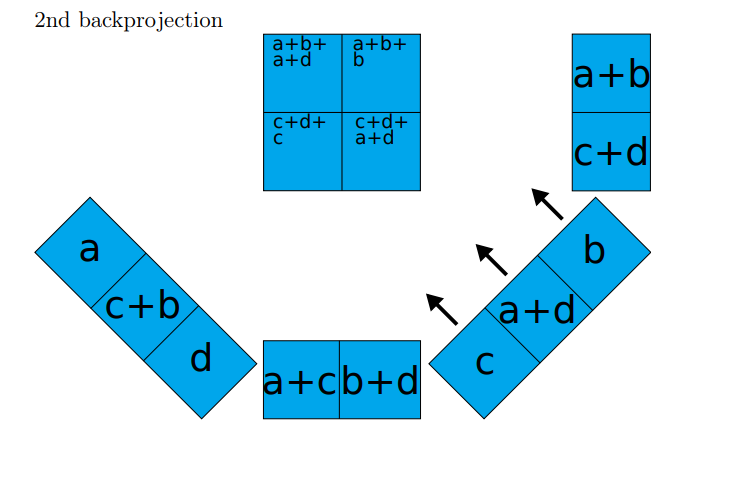 2nd backprojection
a+b+
a+d
a+b+
b
c+d+
c
c+d+
a+d
a+b
c+d
a
c+b
d
a+c
b+d
c
a+d
b